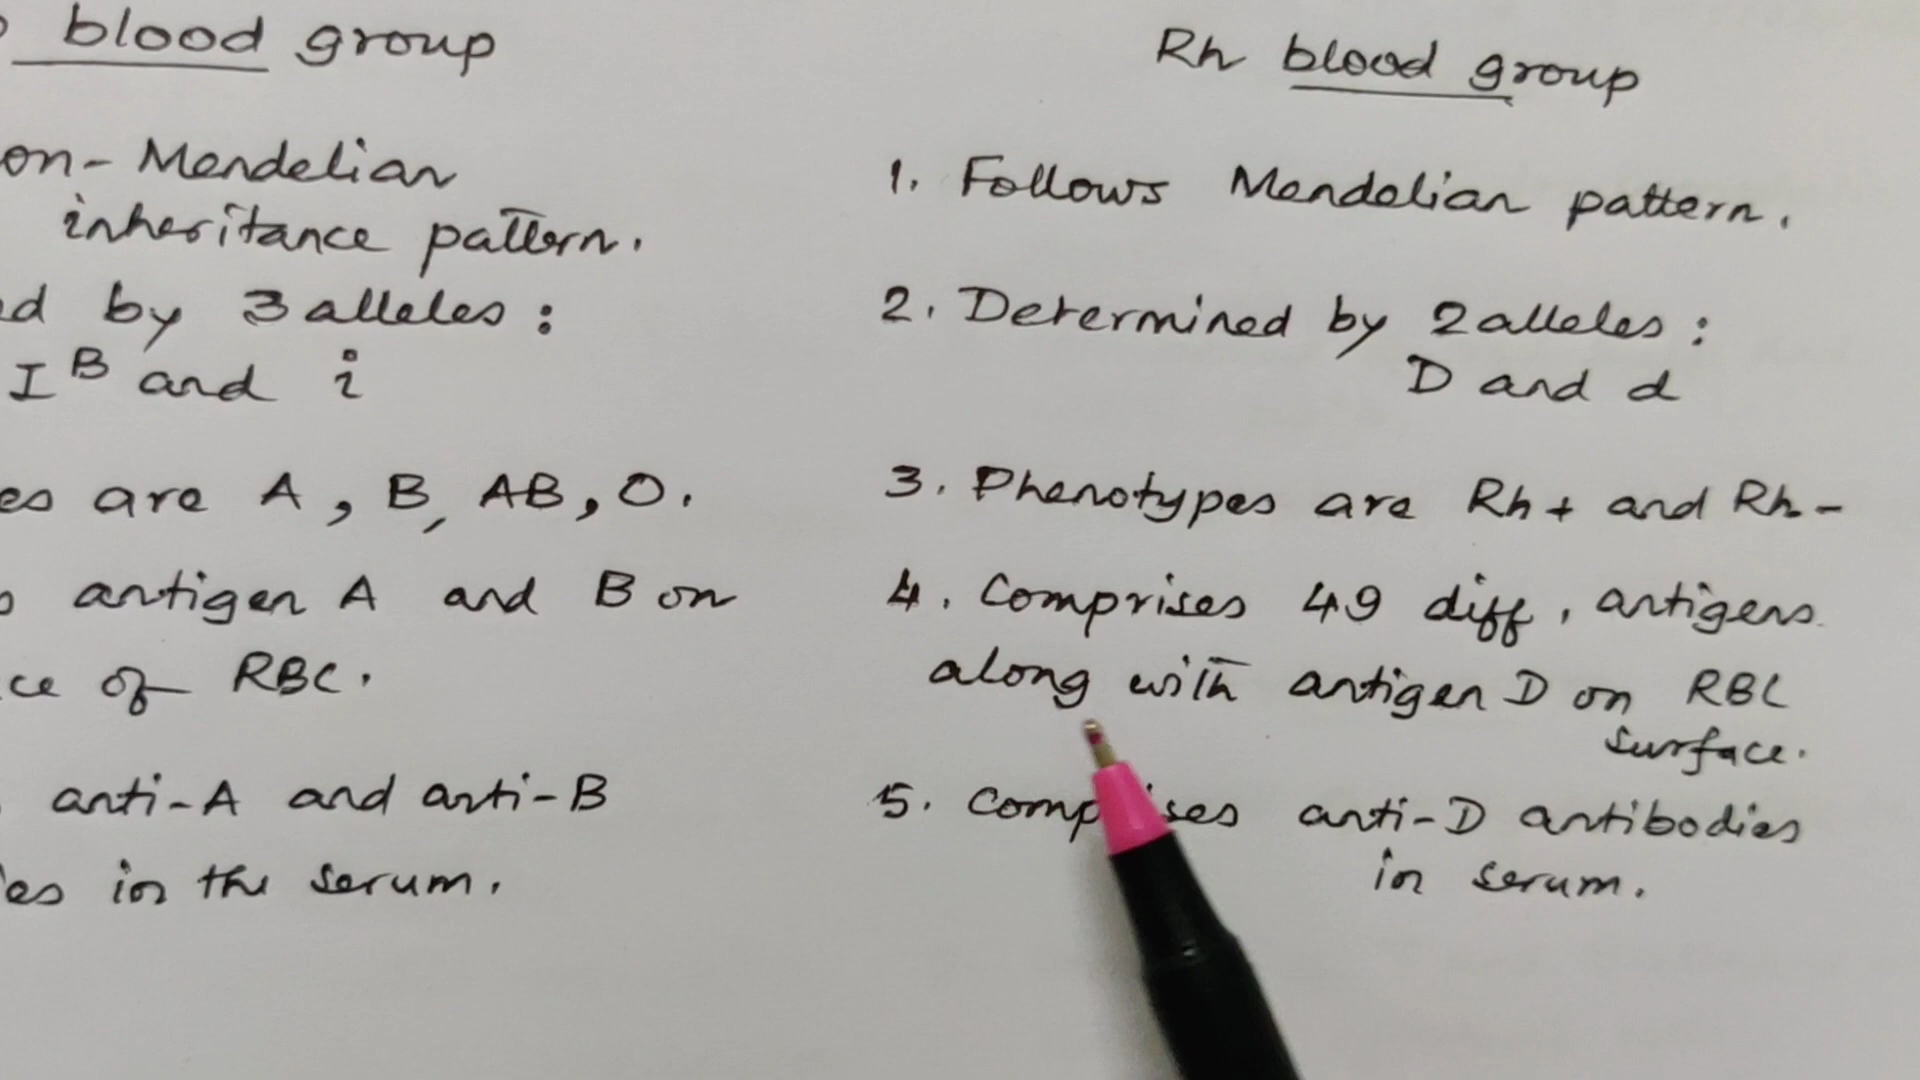 blood group
on- Mendelian
inheritance pattern.
by 3 alleles :
I B and i
es are A, B, AB, O.
antigen A and B on
ce of RBC.
anti-A and anti-B
es in the serum.
Rh blood group
1. Follows Mendelian pattern.
2. Determined by 2 alleles :
D and d
3. Phenotypes are Rh+ and Rh-
4. Comprises 49 diff. antigens
along with antigen D on RBC
surface.
5. anti-D antibodies
in serum.